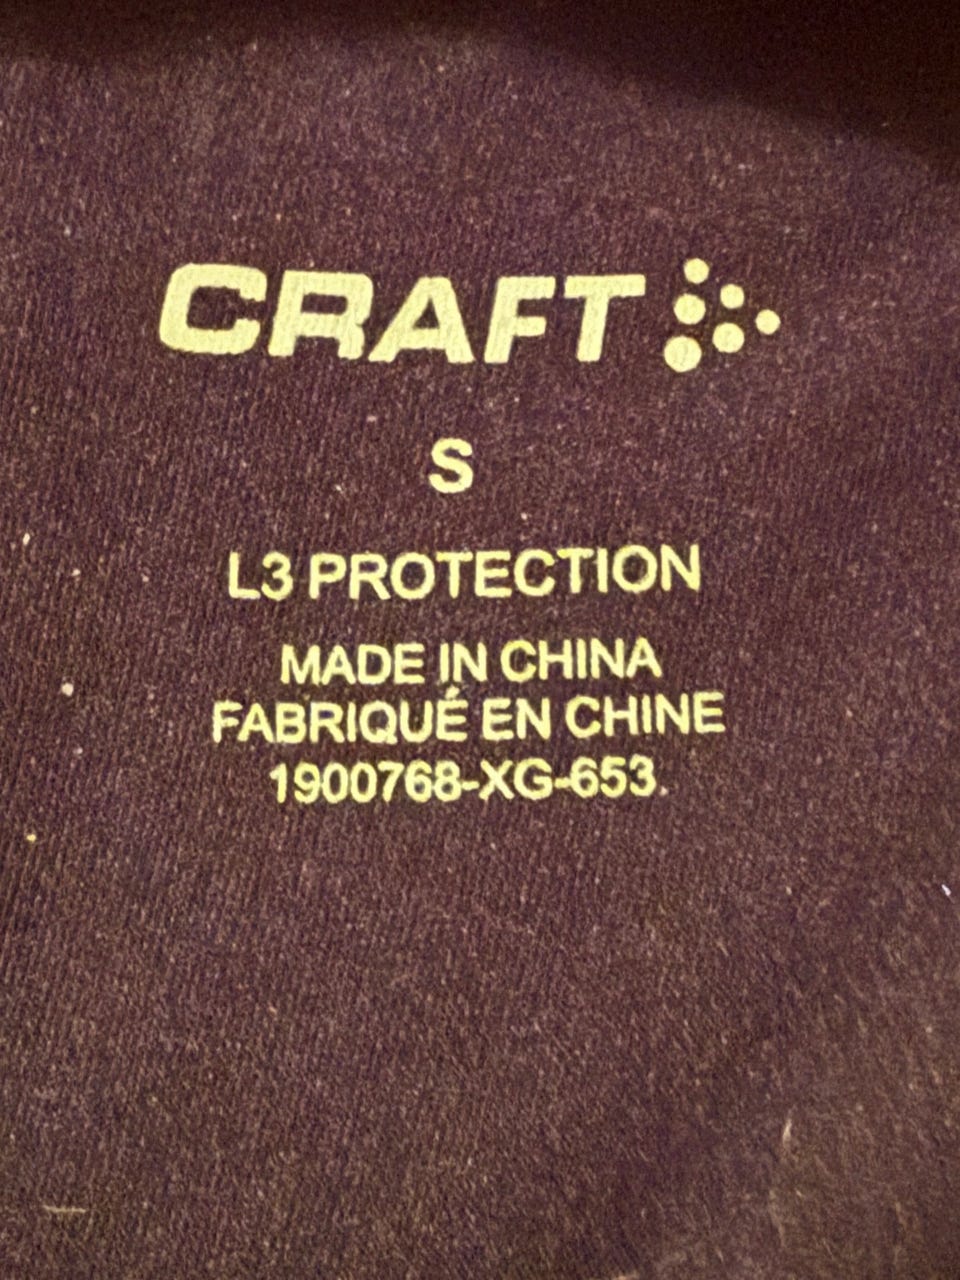 CRAFT
S
L3 PROTECTION
MADE IN CHINA
FABRIQUÉ EN CHINE
1900768-XG-653.